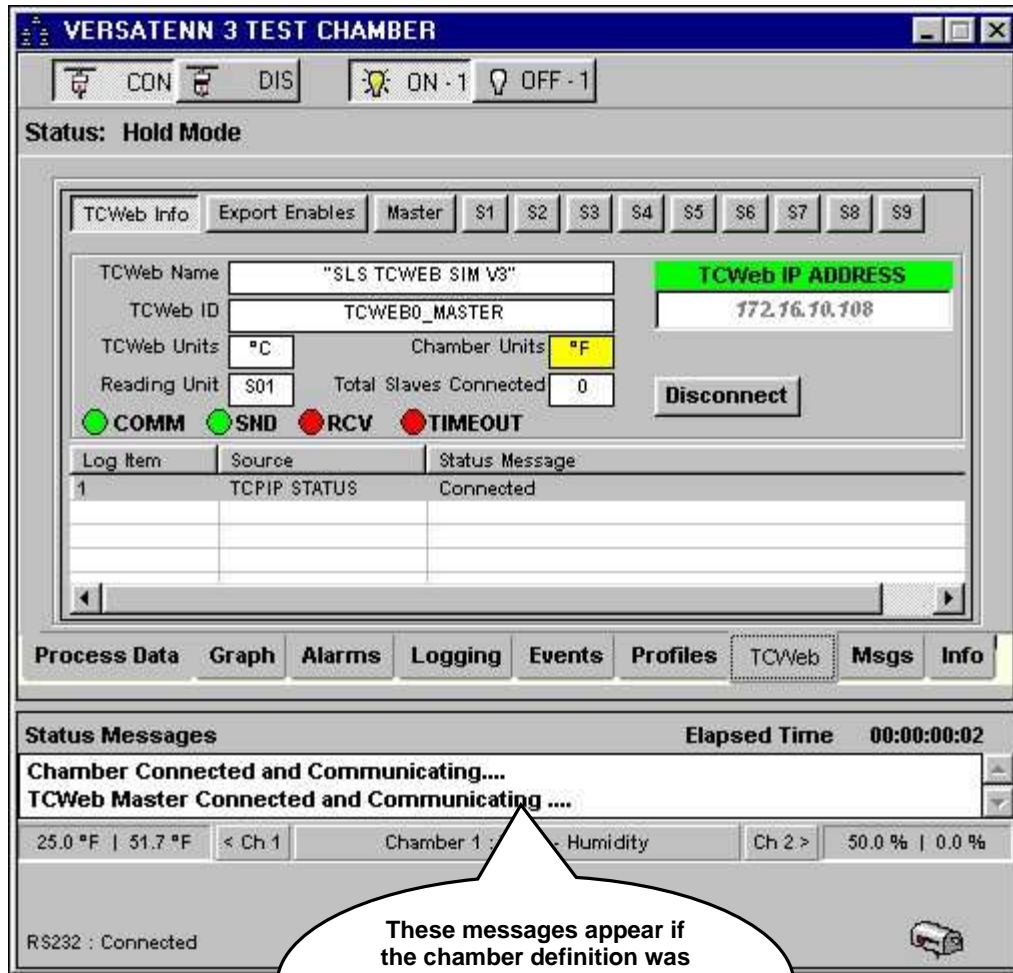 VERSATENN 3 TEST CHAMBER
CON DIS ON - 1 OFF - 1
Status: Hold Mode
TCWeb Info Export Enables Master S1 S2 S3 S4 S5 S6 S7 S8 S9
TCWeb Name "SLS TCWEB SIM V3" TCWeb IP ADDRESS
TCWeb ID TCWEB0_MASTER 172.16.10.108
TCWeb Units °C Chamber Units °F
Reading Unit S01 Total Slaves Connected 0 Disconnect
COMM SND RCV TIMEOUT
Log Item Source Status Message
1 TCPIP STATUS Connected
Process Data Graph Alarms Logging Events Profiles TCWeb Msgs Info
Status Messages Elapsed Time 00:00:00:02
Chamber Connected and Communicating....
TCWeb Master Connected and Communicating ....
25.0 °F | 51.7 °F < Ch 1 Chamber 1 : - Humidity Ch 2 > 50.0 % | 0.0 %
These messages appear if
RS232 : Connected the chamber definition was